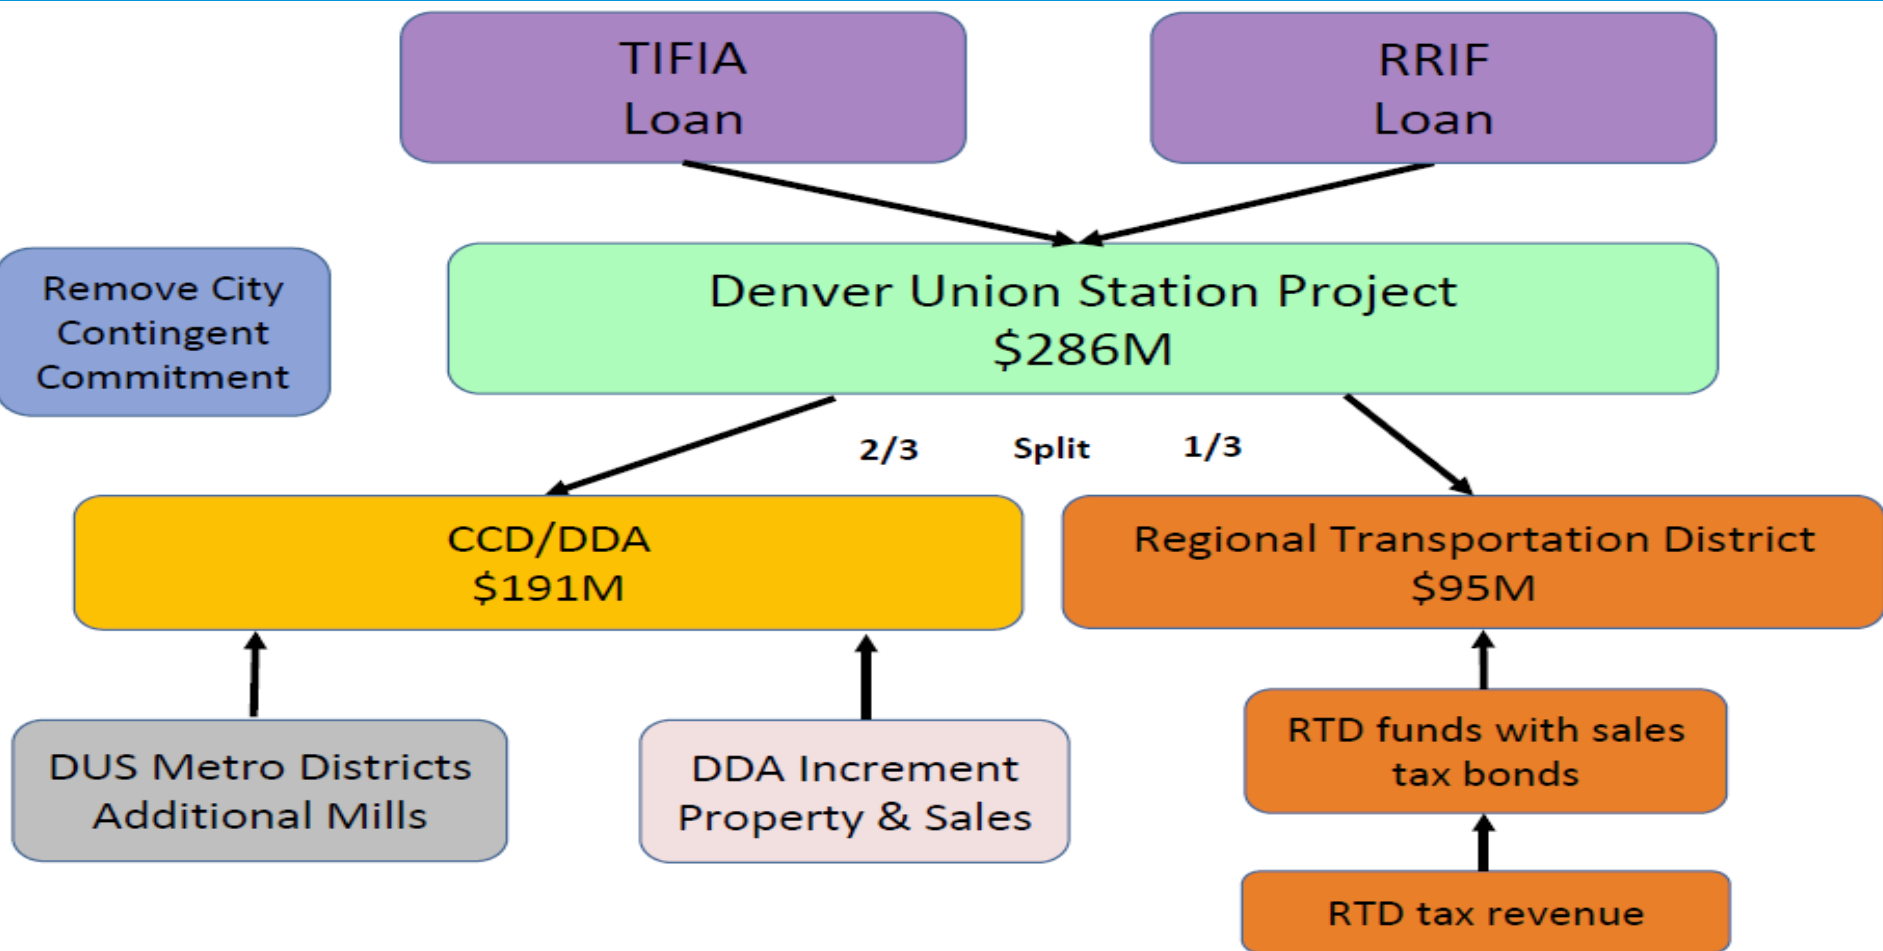 TIFIA
Loan
RRIF
Loan
Remove City
Contingent
Commitment
Denver Union Station Project
$286M
2/3 Split 1/3
CCD/DDA
$191M
Regional Transportation District
$95M
DUS Metro Districts
Additional Mills
DDA Increment
Property & Sales
RTD funds with sales
tax bonds
RTD tax revenue